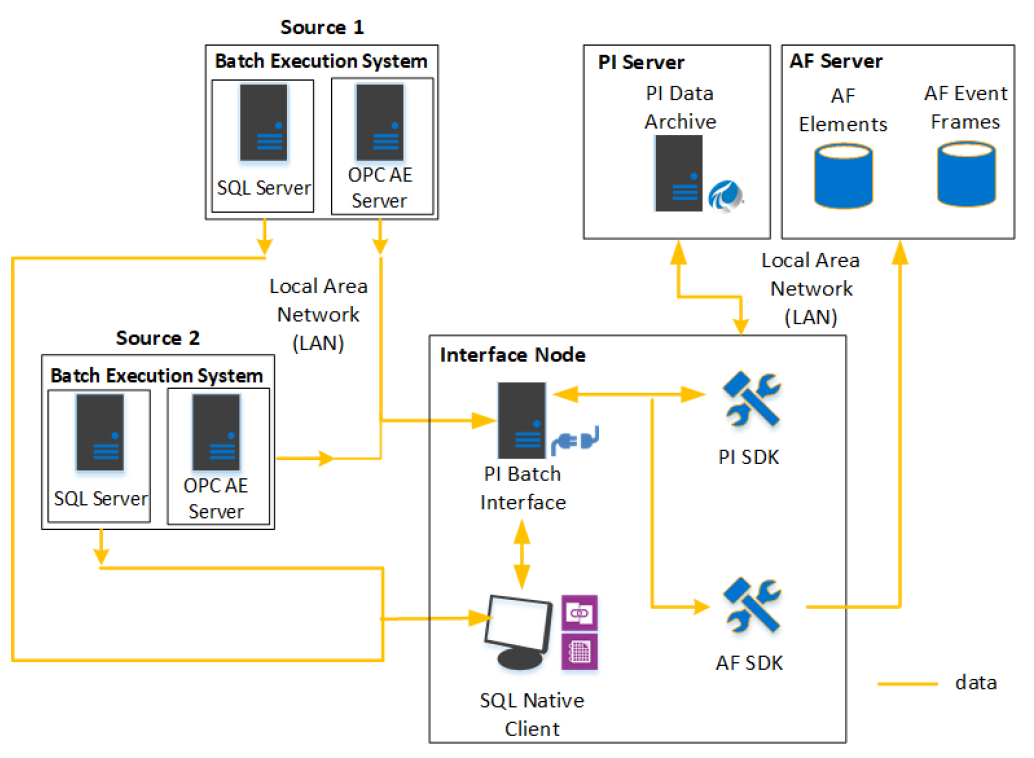 Source 1
Batch Execution System
SQL Server
OPC AE
Server
PI Server
PI Data
Archive
AF Server
AF
Elements
AF Event
Frames
Local Area
Network
(LAN)
Local Area
Network
(LAN)
Source 2
Batch Execution System
SQL Server
OPC AE
Server
Interface Node
PI Batch
Interface
PI SDK
SQL Native
Client
AF SDK
data